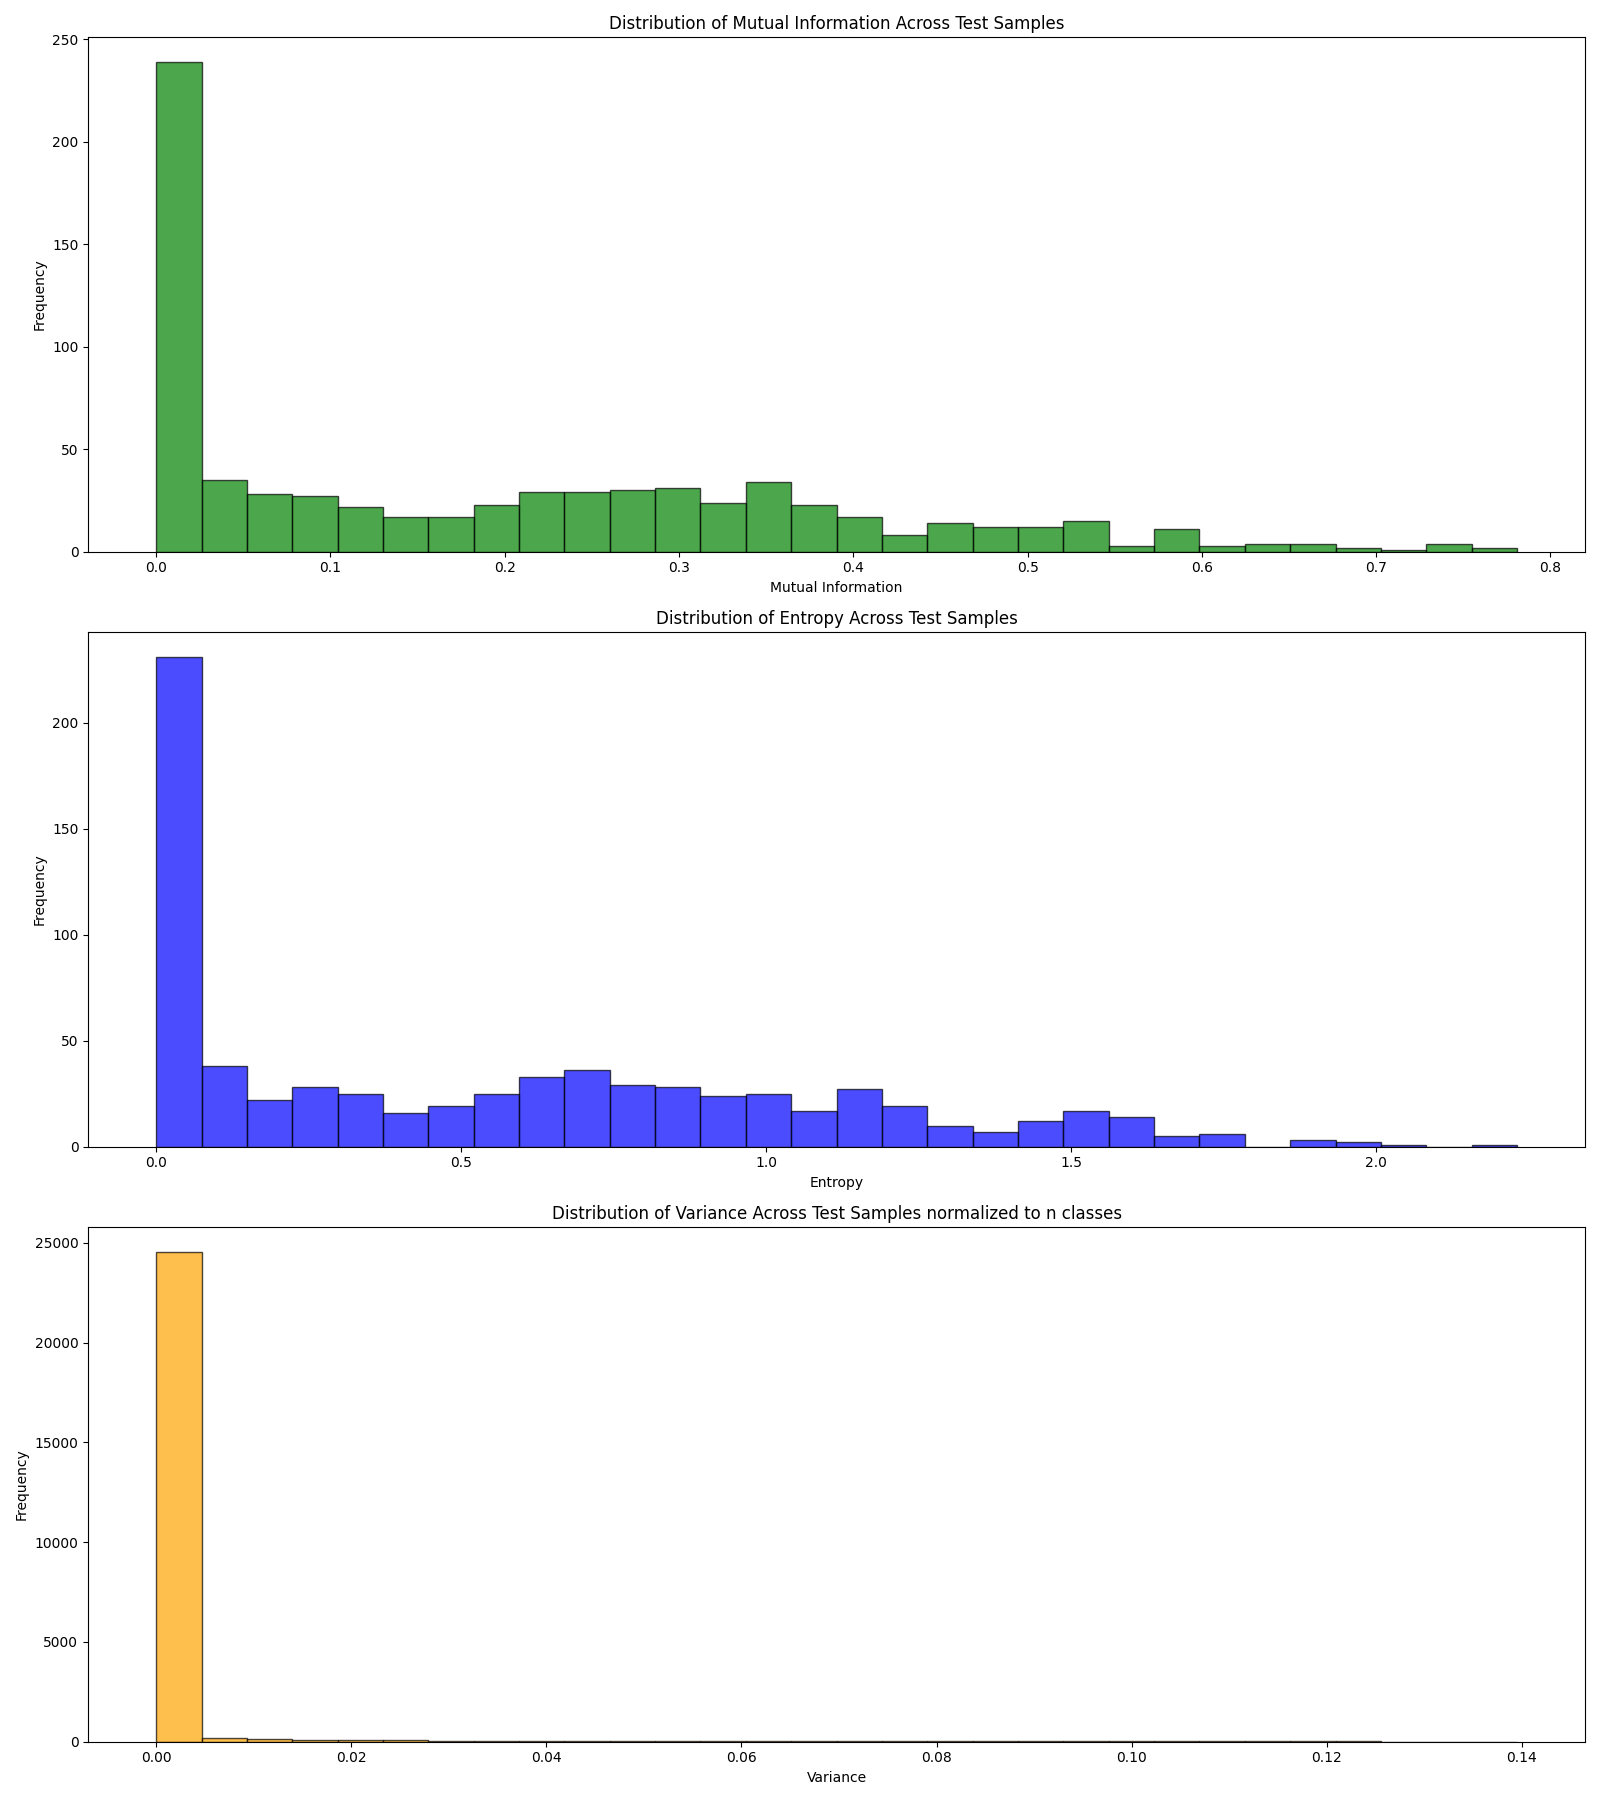 Distribution of Mutual Information Across Test Samples
250
200
150
100
50
0
Frequency
0.0 0.1 0.2 0.3 0.4 0.5 0.6 0.7 0.8
Mutual Information
Distribution of Entropy Across Test Samples
200
150
100
50
0
Frequency
0.0 0.5 1.0 1.5 2.0
Entropy
Distribution of Variance Across Test Samples normalized to n classes
25000
20000
15000
10000
5000
0
Frequency
0.00 0.02 0.04 0.06 0.08 0.10 0.12 0.14
Variance